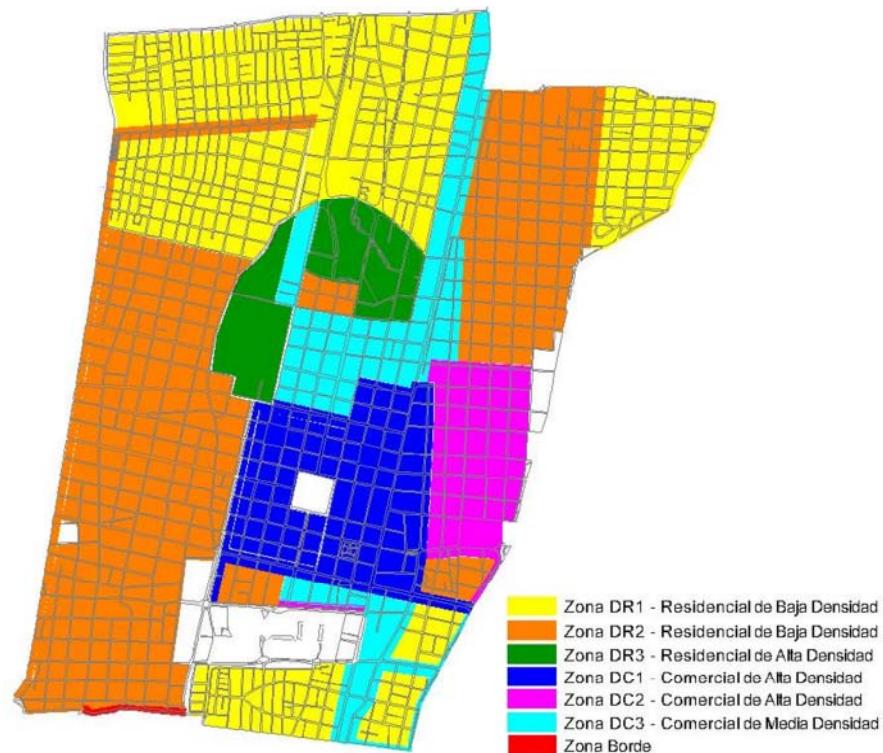 Zona DR1 - Residencial de Baja Densidad
Zona DR2 - Residencial de Baja Densidad
Zona DR3 - Residencial de Alta Densidad
Zona DC1 - Comercial de Alta Densidad
Zona DC2 - Comercial de Alta Densidad
Zona DC3 - Comercial de Media Densidad
Zona Borde